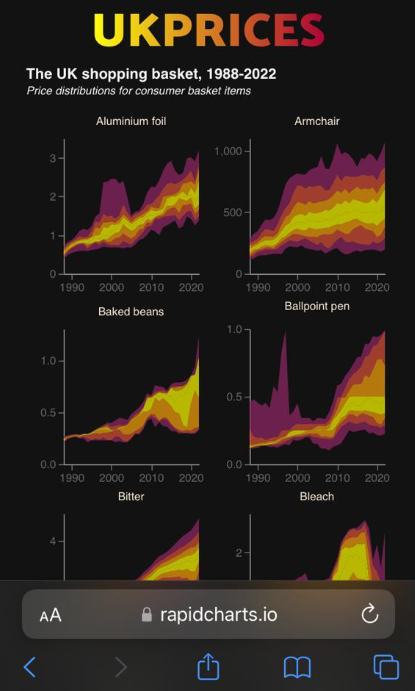 UKPRICES
The UK shopping basket, 1988-2022
Price distributions for consumer basket items
Aluminium foil
3
2
1
0
1990 2000 2010 2020
Armchair
1,000
500
0
1990 2000 2010 2020
Baked beans
1.0
0.5
0.0
1990 2000 2010 2020
Ballpoint pen
1.0
0.5
0.0
1990 2000 2010 2020
Bitter
4
Bleach
2
AA rapidcharts.io